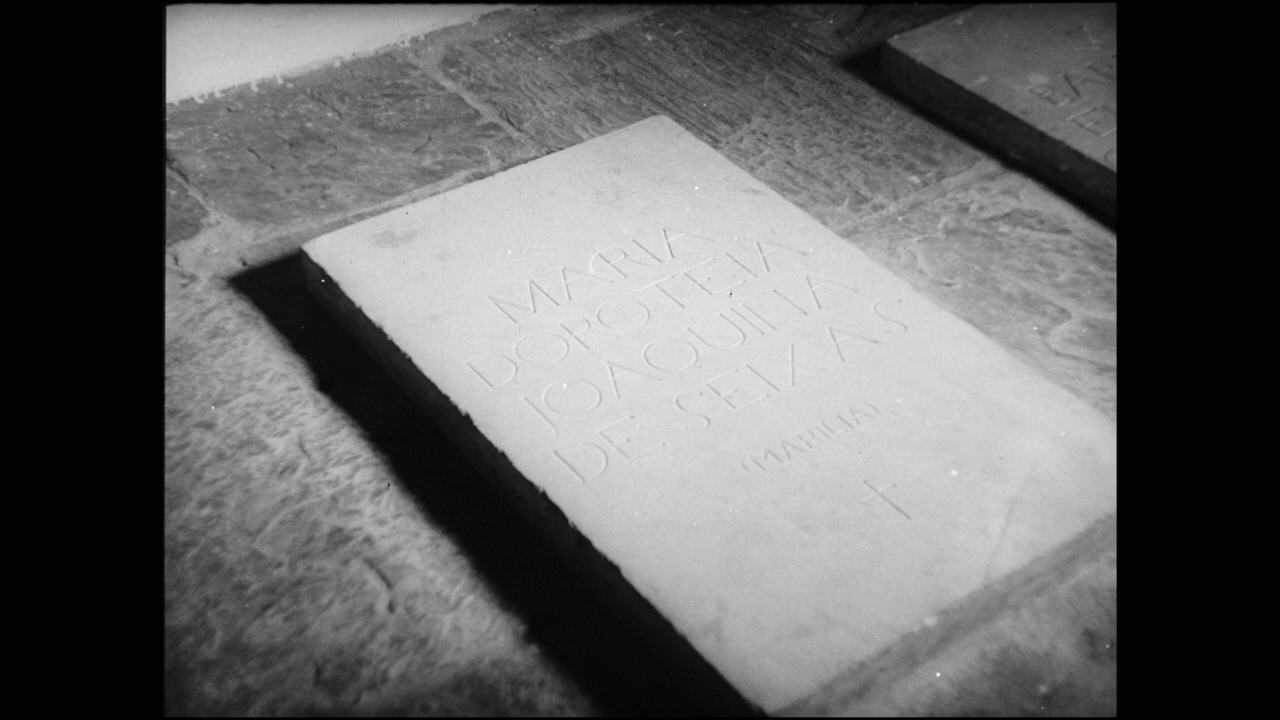 MARIA
DOROTEIA
JOAQUINA
DE. SEIXAS
(MARILIA)